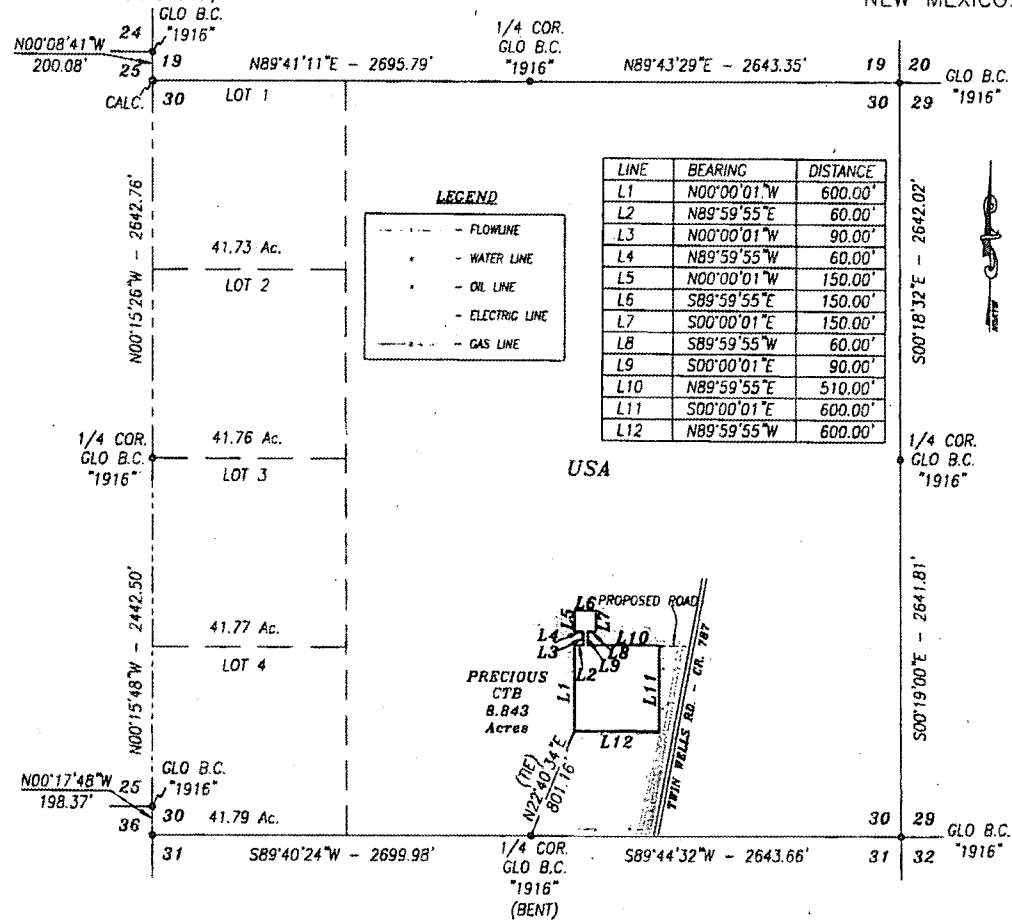 NEW MEXICO.
GLO B.C.
"1916"
24
N00°08'41"W
200.08'
25
19
CALC.
30
N89°41'11"E - 2695.79'
1/4 COR.
GLO B.C.
"1916"
N89°43'29"E - 2643.35'
19 20
30 29
GLO B.C.
"1916"
LOT 1
N00°15'26"W - 2642.76'
41.73 Ac.
LOT 2
LEGEND
- FLOWLINE
- WATER LINE
- OIL LINE
- ELECTRIC LINE
- GAS LINE
LINE BEARING DISTANCE
L1 N00°00'01"W 600.00'
L2 N89°59'55"E 60.00'
L3 N00°00'01"W 90.00'
L4 N89°59'55"W 60.00'
L5 N00°00'01"W 150.00'
L6 S89°59'55"E 150.00'
L7 S00°00'01"E 150.00'
L8 S89°59'55"W 60.00'
L9 S00°00'01"E 90.00'
L10 N89°59'55"E 510.00'
L11 S00°00'01"E 600.00'
L12 N89°59'55"W 600.00'
S00°18'32"E - 2642.02'
NORTH
1/4 COR.
GLO B.C.
"1916"
41.76 Ac.
LOT 3
USA
1/4 COR.
GLO B.C.
"1916"
N00°15'48"W - 2442.50'
41.77 Ac.
LOT 4
L6
PROPOSED ROAD
L5
L7
L4
L10
L3
L8
L9
L2
PRECIOUS
CTB
8.843
Acres
L1
L11
L12
TWIN WELLS RD. - CR. 787
(TIE)
N22°40'34"E
801.16'
S00°19'00"E - 2641.81'
N00°17'48"W
198.37'
25
GLO B.C.
"1916"
36
30
41.79 Ac.
31
S89°40'24"W - 2699.98'
1/4 COR.
GLO B.C.
"1916"
(BENT)
S89°44'32"W - 2643.66'
30 29
31 32
GLO B.C.
"1916"